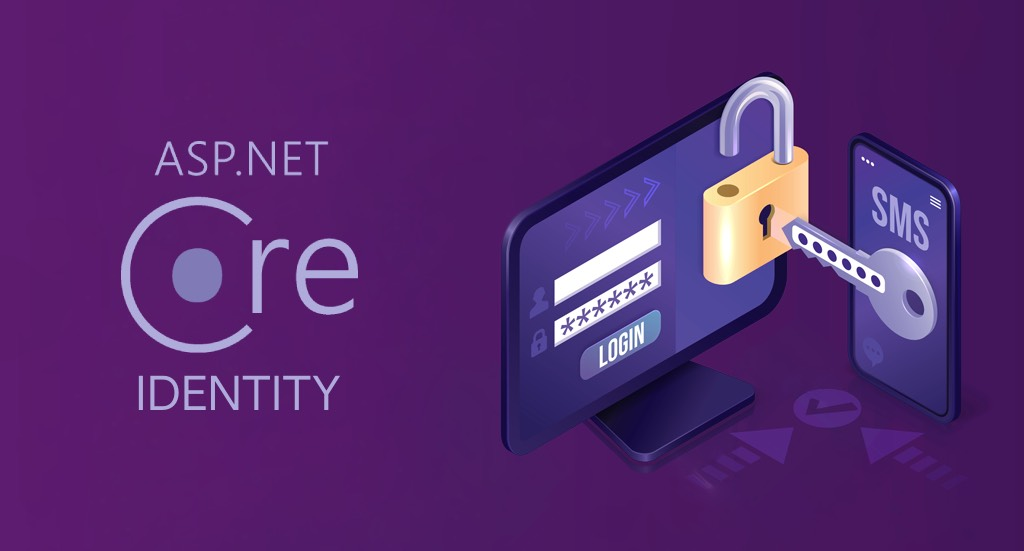 ASP.NET
Core
IDENTITY
******
LOGIN
SMS